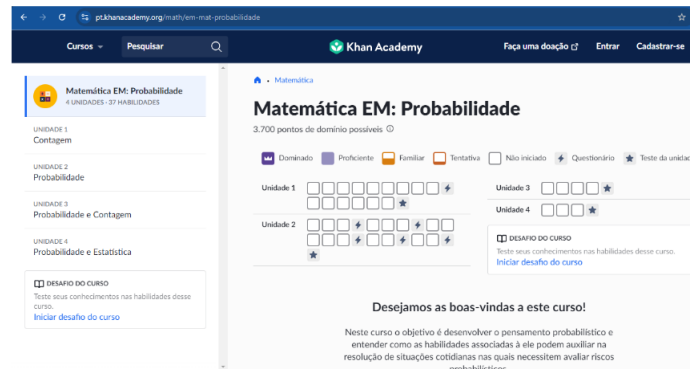 pt.khanacademy.org/math/em-mat-probabilidade
Cursos
Pesquisar
Khan Academy
Faça uma doação
Entrar
Cadastrar-se
Matemática EM: Probabilidade
4 UNIDADES · 37 HABILIDADES
UNIDADE 1
Contagem
UNIDADE 2
Probabilidade
UNIDADE 3
Probabilidade e Contagem
UNIDADE 4
Probabilidade e Estatística
DESAFIO DO CURSO
Teste seus conhecimentos nas habilidades desse
curso.
Iniciar desafio do curso
Matemática
Matemática EM: Probabilidade
3.700 pontos de domínio possíveis
Dominado
Proficiente
Familiar
Tentativa
Não iniciado
Questionário
Teste da unidad
Unidade 1
Unidade 2
Unidade 3
Unidade 4
DESAFIO DO CURSO
Teste seus conhecimentos nas habilidades desse curso.
Iniciar desafio do curso
Desejamos as boas-vindas a este curso!
Neste curso o objetivo é desenvolver o pensamento probabilístico e
entender como as habilidades associadas à ele podem auxiliar na
resolução de situações cotidianas nas quais necessitem avaliar riscos
probabilísticos